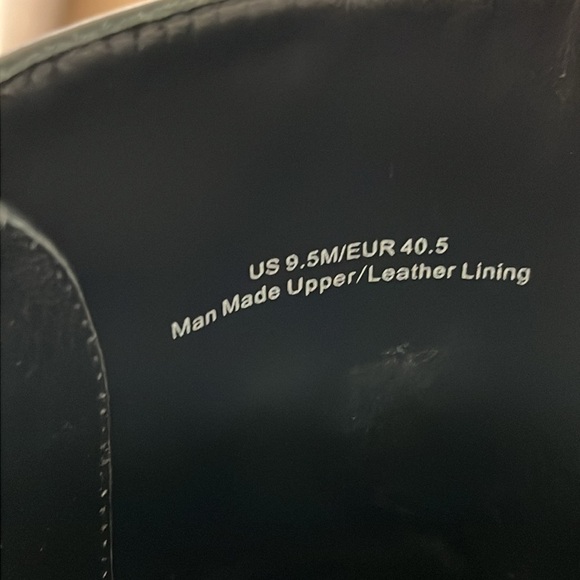 US 9.5M/EUR 40.5
Man Made Upper/Leather Lining